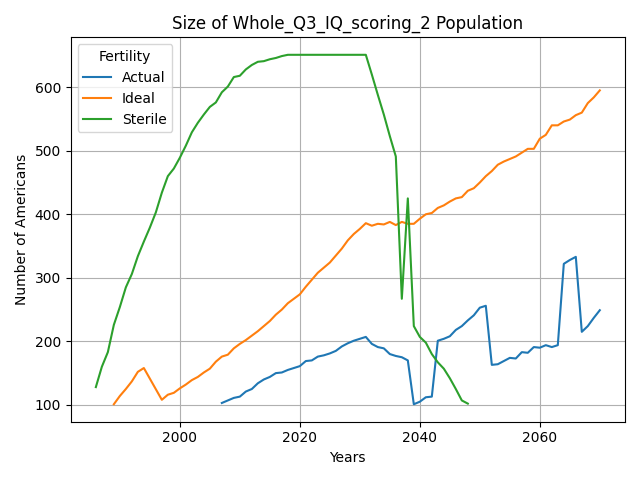 Size of Whole_Q3_IQ_scoring_2 Population
Fertility
Actual
Ideal
Sterile
Number of Americans
600
500
400
300
200
100
2000
2020
2040
2060
Years